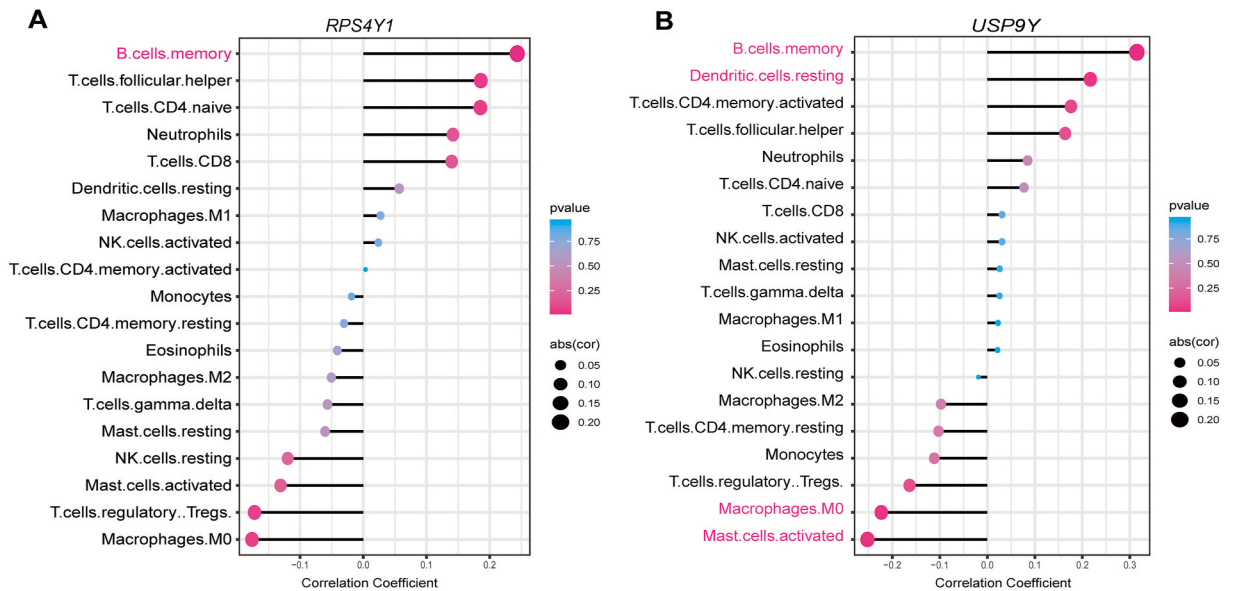 A
RPS4Y1
B.cells.memory
T.cells.follicular.helper
T.cells.CD4.naive
Neutrophils
T.cells.CD8
Dendritic.cells.resting
Macrophages.M1
NK.cells.activated
T.cells.CD4.memory.activated
Monocytes
T.cells.CD4.memory.resting
Eosinophils
Macrophages.M2
T.cells.gamma.delta
Mast.cells.resting
NK.cells.resting
Mast.cells.activated
T.cells.regulatory..Tregs.
Macrophages.M0
−0.1 0.0 0.1 0.2
Correlation Coefficient
pvalue
0.75
0.50
0.25
abs(cor)
0.05
0.10
0.15
0.20
B
USP9Y
B.cells.memory
Dendritic.cells.resting
T.cells.CD4.memory.activated
T.cells.follicular.helper
Neutrophils
T.cells.CD4.naive
T.cells.CD8
NK.cells.activated
Mast.cells.resting
T.cells.gamma.delta
Macrophages.M1
Eosinophils
NK.cells.resting
Macrophages.M2
T.cells.CD4.memory.resting
Monocytes
T.cells.regulatory..Tregs.
Macrophages.M0
Mast.cells.activated
−0.2 −0.1 0.0 0.1 0.2 0.3
Correlation Coefficient
pvalue
0.75
0.50
0.25
abs(cor)
0.05
0.10
0.15
0.20